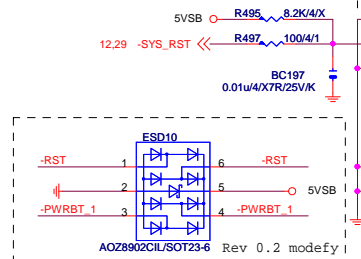 5VSB R495 8.2K/4/X
12,29 -SYS_RST R497 100/4/1
BC197
0.01u/4/X7R/25V/K
ESD10
-RST 1 6 -RST
2 5 5VSB
-PWRBT_1 3 4 -PWRBT_1
AOZ8902CIL/SOT23-6 Rev 0.2 modefy